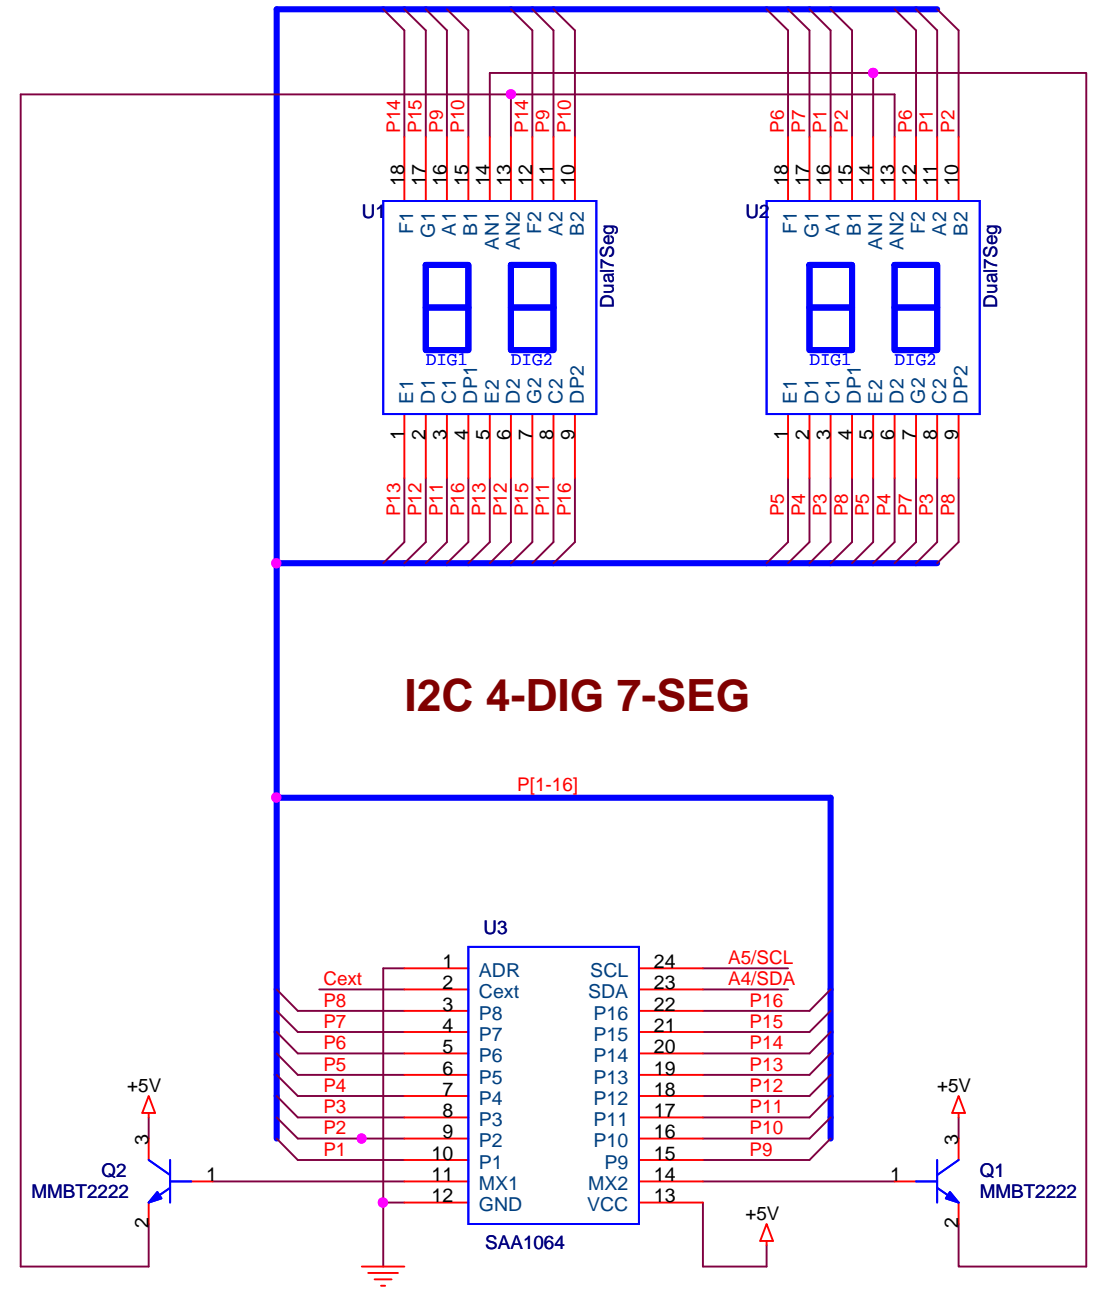 P14 P15 P9 P10 P14 P9 P10
18 17 16 15 14 13 12 11 10
U1
F1 G1 A1 B1 AN1 AN2 F2 A2 B2
Dual7Seg
DIG1 DIG2
E1 D1 C1 DP1 E2 D2 G2 C2 DP2
1 2 3 4 5 6 7 8 9
P13 P12 P11 P16 P13 P12 P15 P11 P16
P6 P7 P1 P2 P6 P1 P2
18 17 16 15 14 13 12 11 10
U2
F1 G1 A1 B1 AN1 AN2 F2 A2 B2
Dual7Seg
DIG1 DIG2
E1 D1 C1 DP1 E2 D2 G2 C2 DP2
1 2 3 4 5 6 7 8 9
P5 P4 P3 P8 P5 P4 P7 P3 P8
I2C 4-DIG 7-SEG
P[1-16]
U3
1 ADR SCL 24 A5/SCL
Cext 2 Cext SDA 23 A4/SDA
P8 3 P8 P16 22 P16
P7 4 P7 P15 21 P15
P6 5 P6 P14 20 P14
P5 6 P5 P13 19 P13
P4 7 P4 P12 18 P12
P3 8 P3 P11 17 P11
P2 9 P2 P10 16 P10
P1 10 P1 P9 15 P9
11 MX1 MX2 14
12 GND VCC 13
SAA1064
+5V
3
Q2
MMBT2222
1
2
+5V
+5V
3
1
Q1
MMBT2222
2